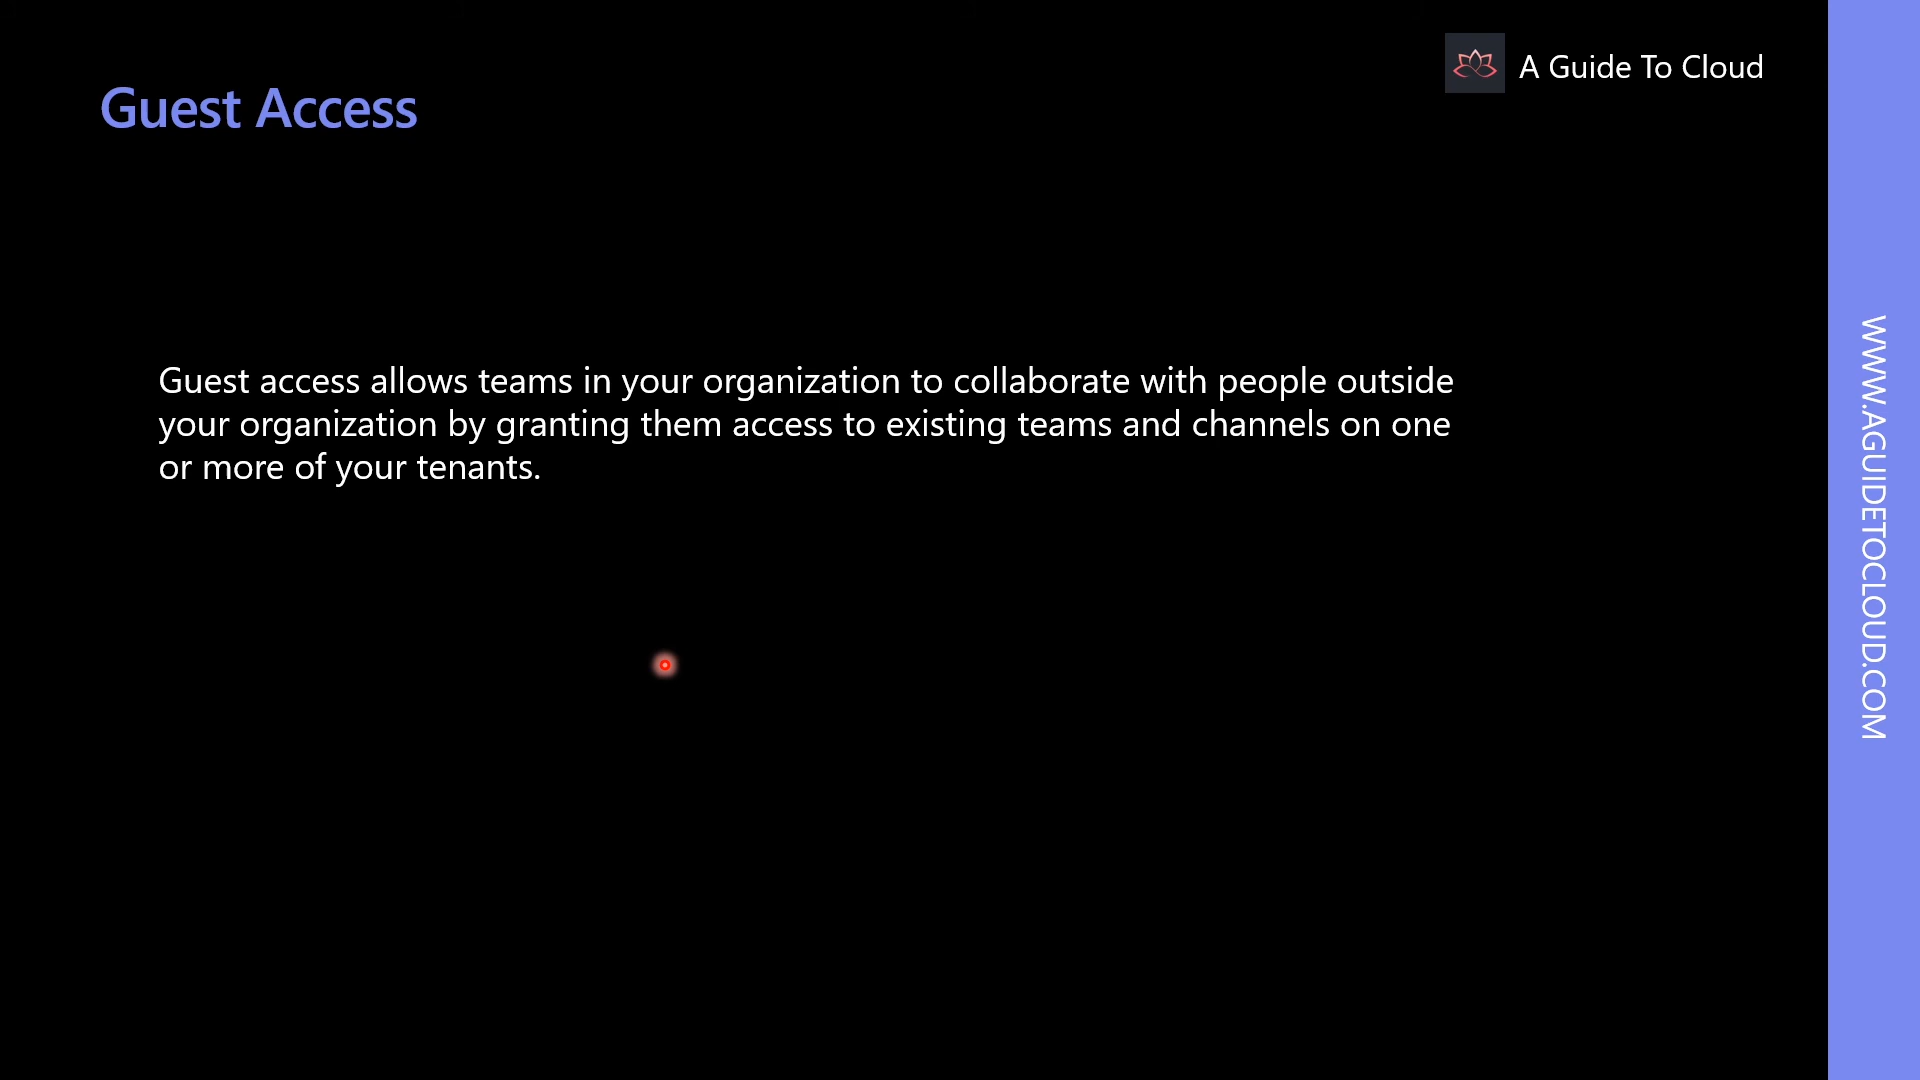 A Guide To Cloud
Guest Access
Guest access allows teams in your organization to collaborate with people outside
your organization by granting them access to existing teams and channels on one
or more of your tenants.
WWW.AGUIDETOCLOUD.COM